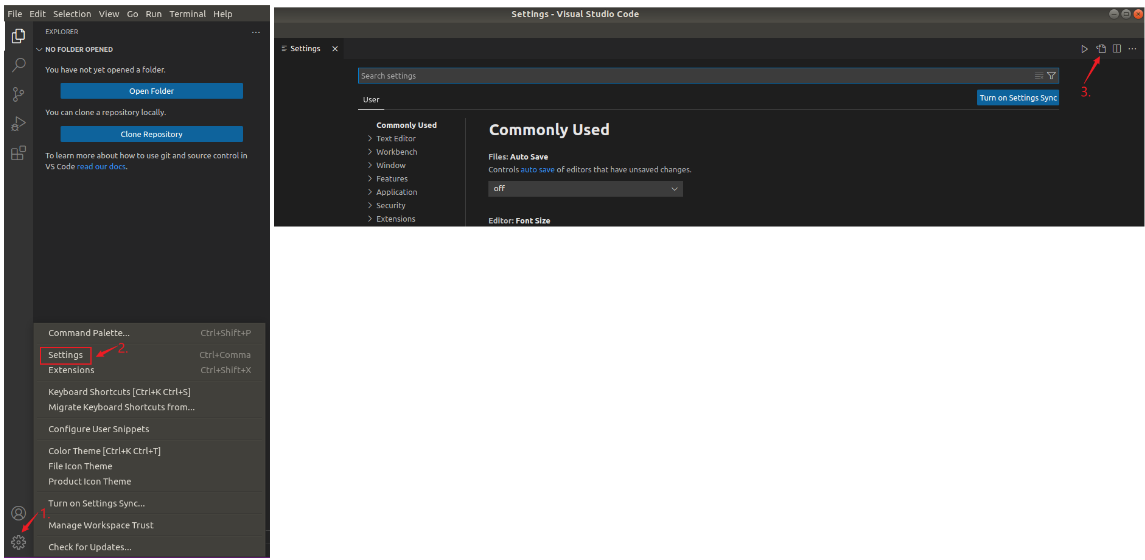 File Edit Selection View Go Run Terminal Help
EXPLORER
NO FOLDER OPENED
You have not yet opened a folder.
Open Folder
You can clone a repository locally.
Clone Repository
To learn more about how to use git and source control in
VS Code read our docs.
Command Palette... Ctrl+Shift+P
Settings Ctrl+Comma
2.
Extensions Ctrl+Shift+X
Keyboard Shortcuts [Ctrl+K Ctrl+S]
Migrate Keyboard Shortcuts from...
Configure User Snippets
Color Theme [Ctrl+K Ctrl+T]
File Icon Theme
Product Icon Theme
Turn on Settings Sync...
1.
Manage Workspace Trust
Check for Updates...
Settings - Visual Studio Code
Settings
3.
Search settings
User
Turn on Settings Sync
Commonly Used
Text Editor
Workbench
Window
Features
Application
Security
Extensions
Commonly Used
Files: Auto Save
Controls auto save of editors that have unsaved changes.
off
Editor: Font Size